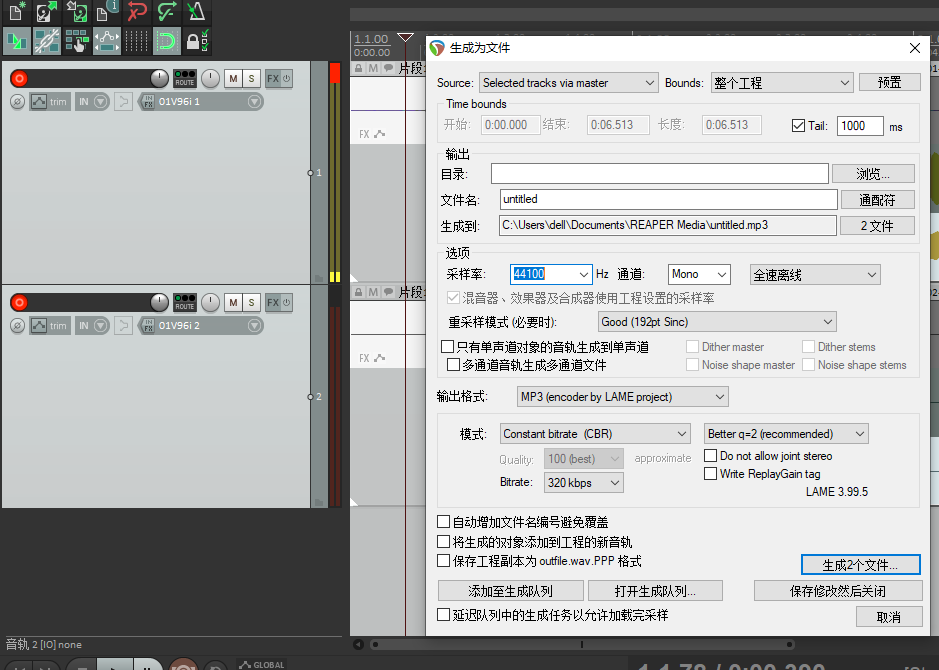 1.1.00
0:00.00
生成为文件
ROUTE
M
S
FX
trim
IN
IN FX
01V96i 1
1
M
片段
FX
ROUTE
M
S
FX
trim
IN
IN FX
01V96i 2
2
M
片段
FX
Source: Selected tracks via master Bounds: 整个工程 预置
Time bounds
开始: 0:00.000 结束: 0:06.513 长度: 0:06.513 Tail: 1000 ms
输出
目录: 浏览...
文件名: untitled 通配符
生成到: C:\Users\dell\Documents\REAPER Media\untitled.mp3 2 文件
选项
采样率: 44100 Hz 通道: Mono 全速离线
混音器、效果器及合成器使用工程设置的采样率
重采样模式 (必要时): Good (192pt Sinc)
只有单声道对象的音轨生成到单声道 Dither master Dither stems
多通道音轨生成多通道文件 Noise shape master Noise shape stems
输出格式: MP3 (encoder by LAME project)
模式: Constant bitrate (CBR) Better q=2 (recommended)
Quality: 100 (best) approximate Do not allow joint stereo
Bitrate: 320 kbps Write ReplayGain tag
LAME 3.99.5
自动增加文件名编号避免覆盖
将生成的对象添加到工程的新音轨
保存工程副本为 outfile.wav.PPP 格式
生成2个文件...
添加至生成队列 打开生成队列... 保存修改然后关闭
延迟队列中的生成任务以允许加载完采样 取消
音轨 2 [IO] none
GLOBAL